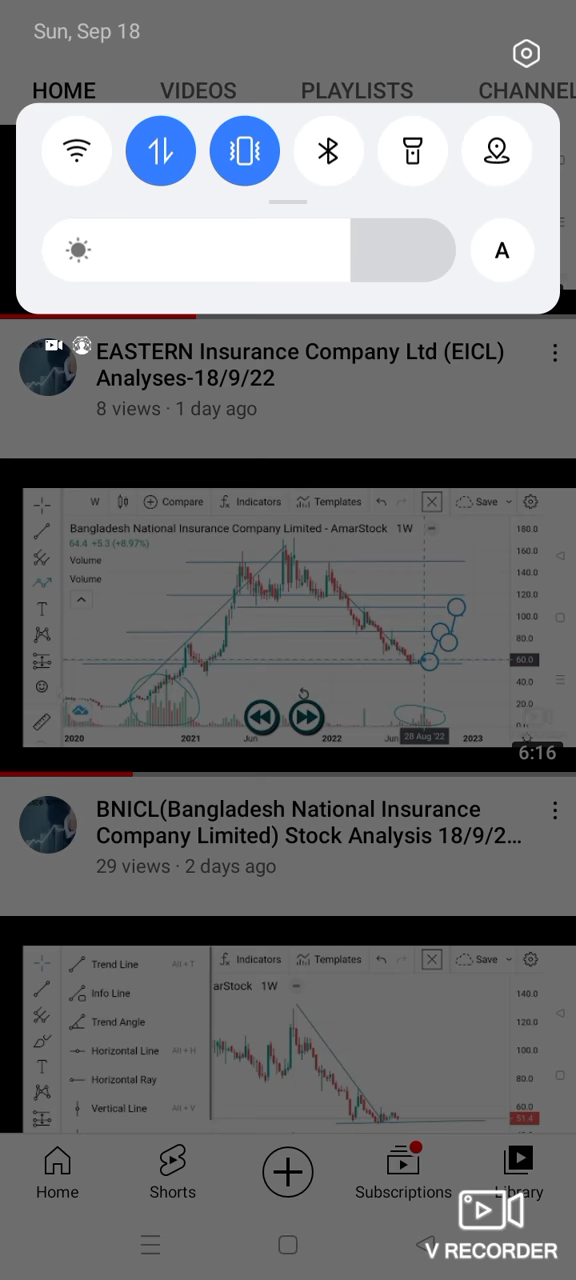 Sun, Sep 18
HOME VIDEOS PLAYLISTS CHANNEL
A
EASTERN Insurance Company Ltd (EICL)
Analyses-18/9/22
8 views · 1 day ago
W Compare Indicators Templates Save
Bangladesh National Insurance Company Limited - AmarStock 1W
64.4 +5.3 (+8.97%)
Volume
Volume
180.0
160.0
140.0
120.0
100.0
80.0
60.0
40.0
20.0
2020 2021 Jun 2022 Jun 28 Aug '22 2023
6:16
BNICL(Bangladesh National Insurance
Company Limited) Stock Analysis 18/9/2...
29 views · 2 days ago
Trend Line Alt + T
Info Line
Trend Angle
Horizontal Line Alt + H
Horizontal Ray
Vertical Line Alt + V
Indicators Templates Save
arStock 1W
140.0
120.0
100.0
80.0
60.0
51.4
Home Shorts Subscriptions Library
V RECORDER